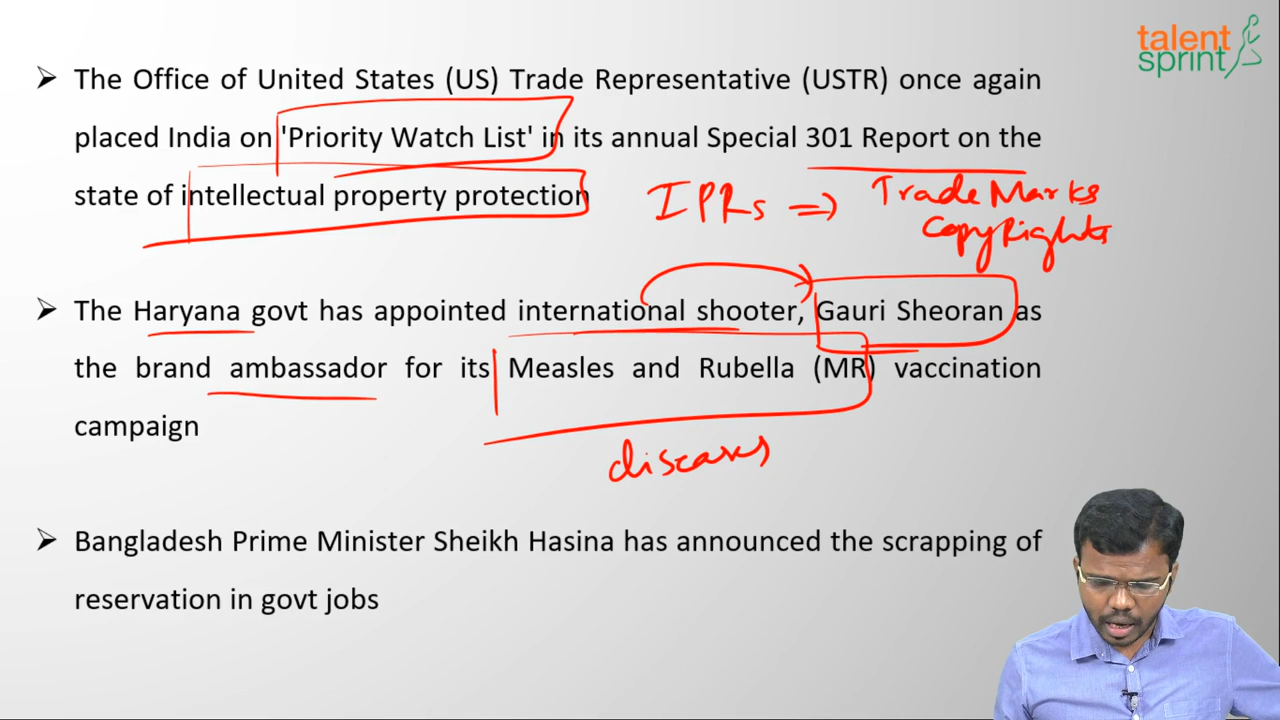 talent
sprint
➤ The Office of United States (US) Trade Representative (USTR) once again
placed India on 'Priority Watch List' in its annual Special 301 Report on the
state of intellectual property protection
IPRs ⇒ TradeMarks
CopyRights
➤ The Haryana govt has appointed international shooter, Gauri Sheoran as
the brand ambassador for its Measles and Rubella (MR) vaccination
campaign
diseases
➤ Bangladesh Prime Minister Sheikh Hasina has announced the scrapping of
reservation in govt jobs